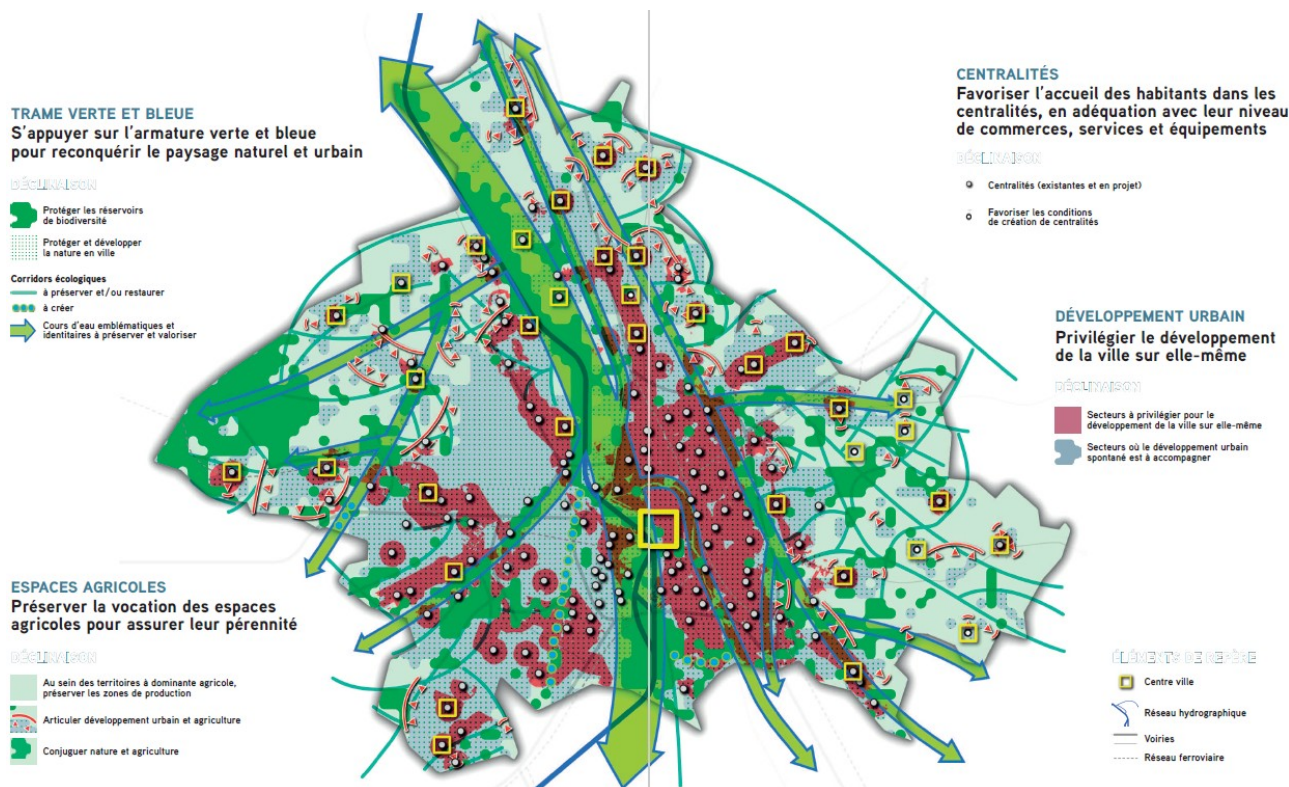 TRAME VERTE ET BLEUE
S'appuyer sur l'armature verte et bleue
pour reconquérir le paysage naturel et urbain
DÉCLINAISON
Protéger les réservoirs
de biodiversité
Protéger et développer
la nature en ville
Corridors écologiques
à préserver et/ou restaurer
à créer
Cours d'eau emblématiques et
identitaires à préserver et valoriser
ESPACES AGRICOLES
Préserver la vocation des espaces
agricoles pour assurer leur pérennité
DÉCLINAISON
Au sein des territoires à dominante agricole,
préserver les zones de production
Articuler développement urbain et agriculture
Conjuguer nature et agriculture
CENTRALITÉS
Favoriser l'accueil des habitants dans les
centralités, en adéquation avec leur niveau
de commerces, services et équipements
DÉCLINAISON
Centralités (existantes et en projet)
Favoriser les conditions
de création de centralités
DÉVELOPPEMENT URBAIN
Privilégier le développement
de la ville sur elle-même
DÉCLINAISON
Secteurs à privilégier pour le
développement de la ville sur elle-même
Secteurs où le développement urbain
spontané est à accompagner
ÉLÉMENTS DE REPÈRE
Centre ville
Réseau hydrographique
Voiries
Réseau ferroviaire